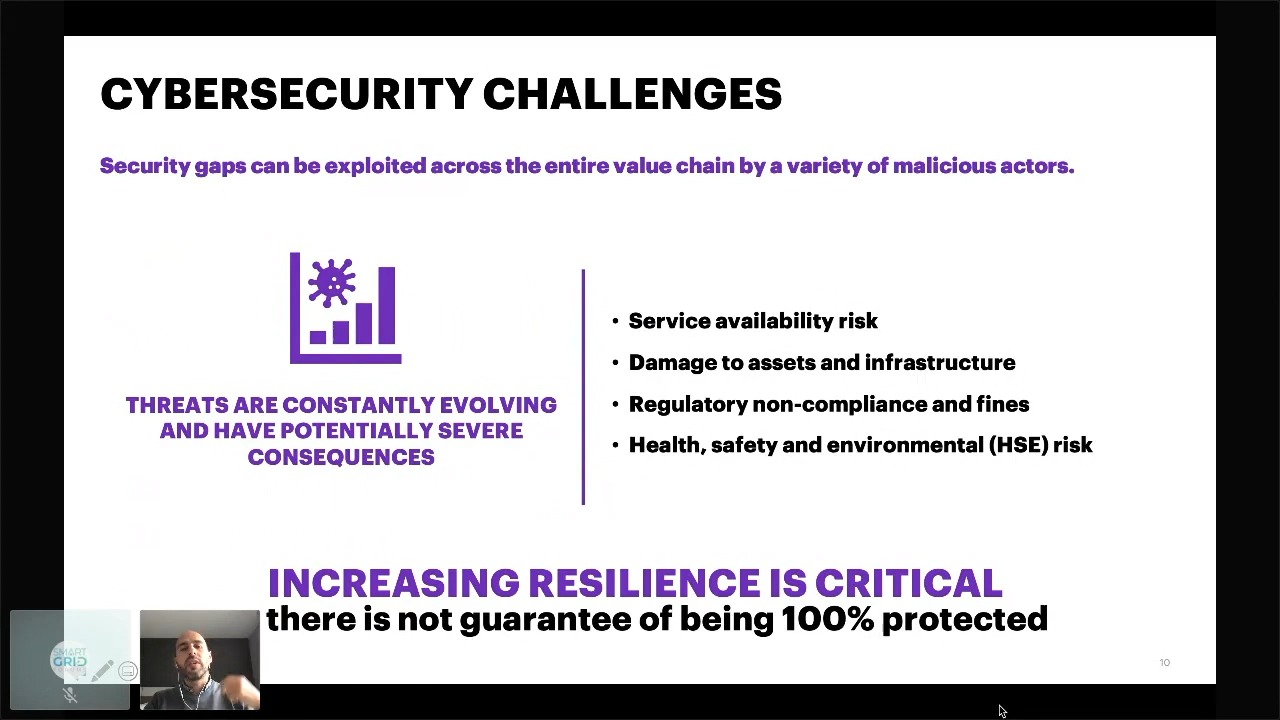 CYBERSECURITY CHALLENGES
Security gaps can be exploited across the entire value chain by a variety of malicious actors.
THREATS ARE CONSTANTLY EVOLVING
AND HAVE POTENTIALLY SEVERE
CONSEQUENCES
• Service availability risk
• Damage to assets and infrastructure
• Regulatory non-compliance and fines
• Health, safety and environmental (HSE) risk
INCREASING RESILIENCE IS CRITICAL
there is not guarantee of being 100% protected
SMART
GRID
10